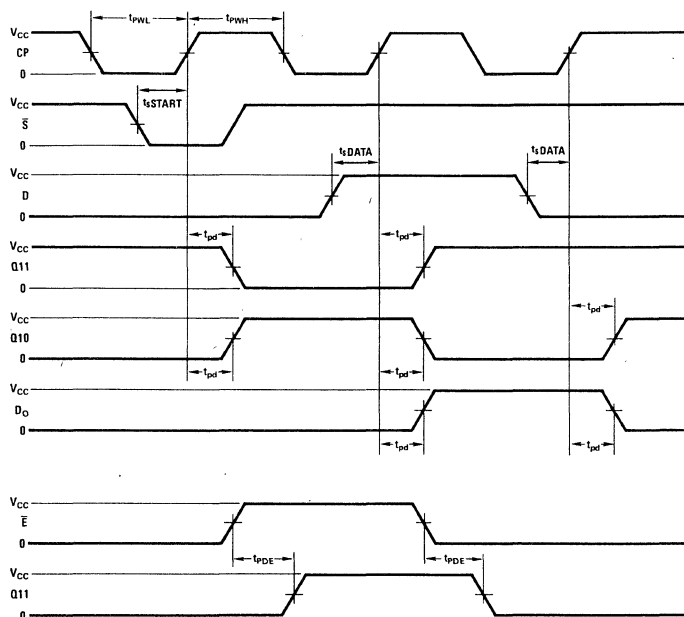 tPWL tPWH
VCC
CP
0
tsSTART
VCC
S̅
0
tsDATA tsDATA
VCC
D
0
tpd tpd
VCC
Q11
0
tpd
VCC
Q10
0
tpd tpd
VCC
DO
0
tpd tpd
VCC
E̅
0
tPDE tPDE
VCC
Q11
0